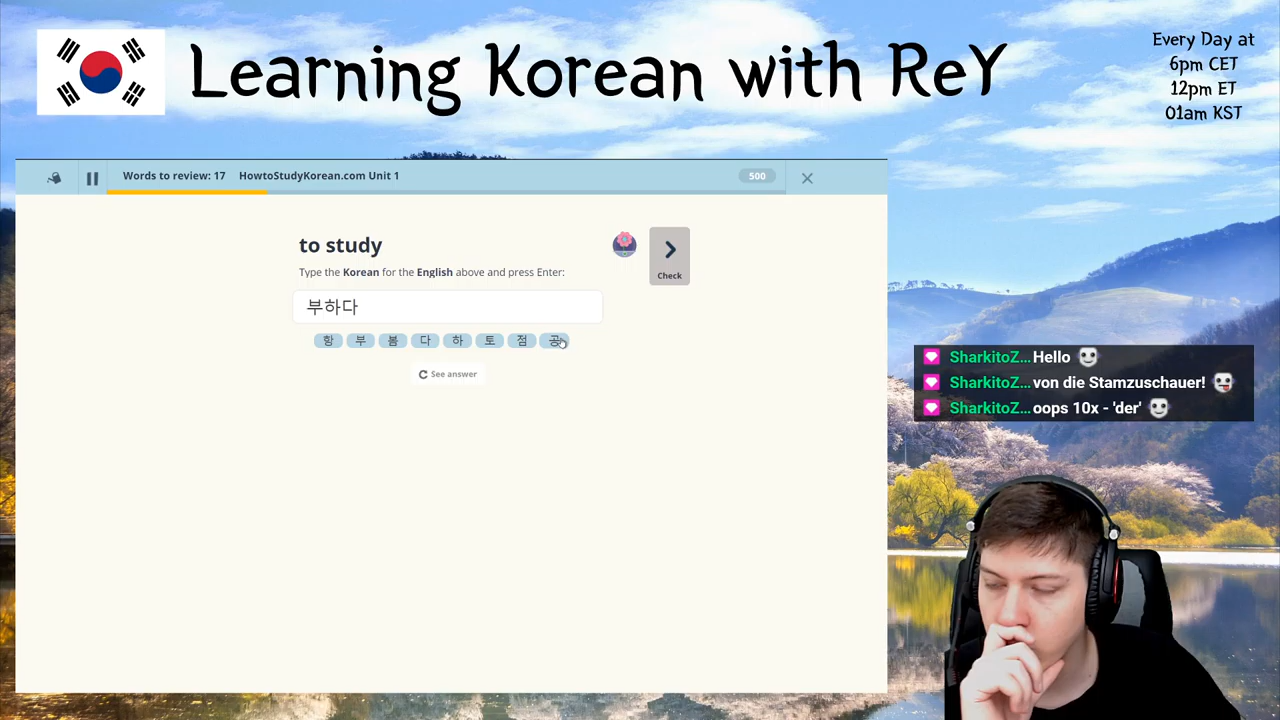 Learning Korean with ReY
Every Day at
6pm CET
12pm ET
01am KST
Words to review: 17 HowtoStudyKorean.com Unit 1
500
to study
Check
Type the Korean for the English above and press Enter:
부하다
항 부 봄 다 하 토 점 공
See answer
SharkitoZ... Hello
SharkitoZ... von die Stamzuschauer!
SharkitoZ... oops 10x - 'der'